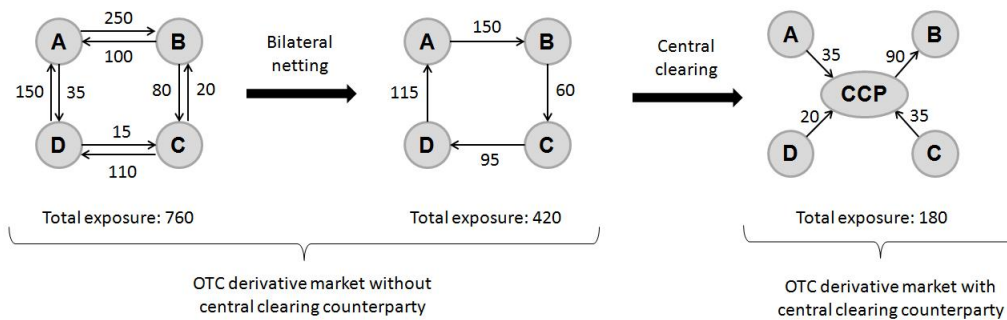 A
250
B
100
150
35
80
20
15
D
C
110
Total exposure: 760
Bilateral
netting
A
150
B
115
60
D
C
95
Total exposure: 420
Central
clearing
A
B
35
90
CCP
20
35
D
C
Total exposure: 180
OTC derivative market without
central clearing counterparty
OTC derivative market with
central clearing counterparty